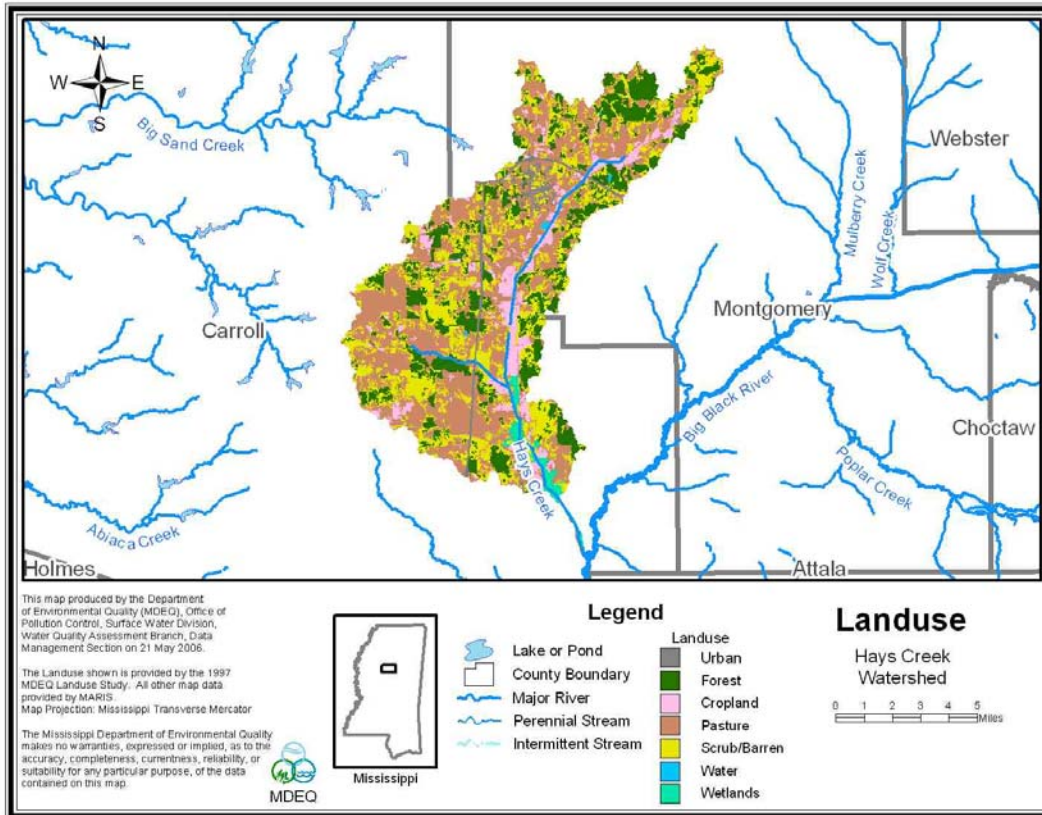 N
W E
S
Big Sand Creek
Webster
Mulberry Creek
Wolf Creek
Montgomery
Carroll
Big Black River
Choctaw
Hays Creek
Poplar Creek
Abiaca Creek
Holmes
Attala
This map produced by the Department
of Environmental Quality (MDEQ), Office of
Pollution Control, Surface Water Division,
Water Quality Assessment Branch, Data
Management Section on 21 May 2006.
The Landuse shown is provided by the 1997
MDEQ Landuse Study. All other map data
provided by MARIS.
Map Projection: Mississippi Transverse Mercator
The Mississippi Department of Environmental Quality
makes no warranties, expressed or implied, as to the
accuracy, completeness, currentness, reliability, or
suitability for any particular purpose, of the data
contained on this map.
MDEQ
Mississippi
Legend
Lake or Pond
County Boundary
Major River
Perennial Stream
Intermittent Stream
Landuse
Urban
Forest
Cropland
Pasture
Scrub/Barren
Water
Wetlands
Landuse
Hays Creek
Watershed
0 1 2 3 4 5
Miles